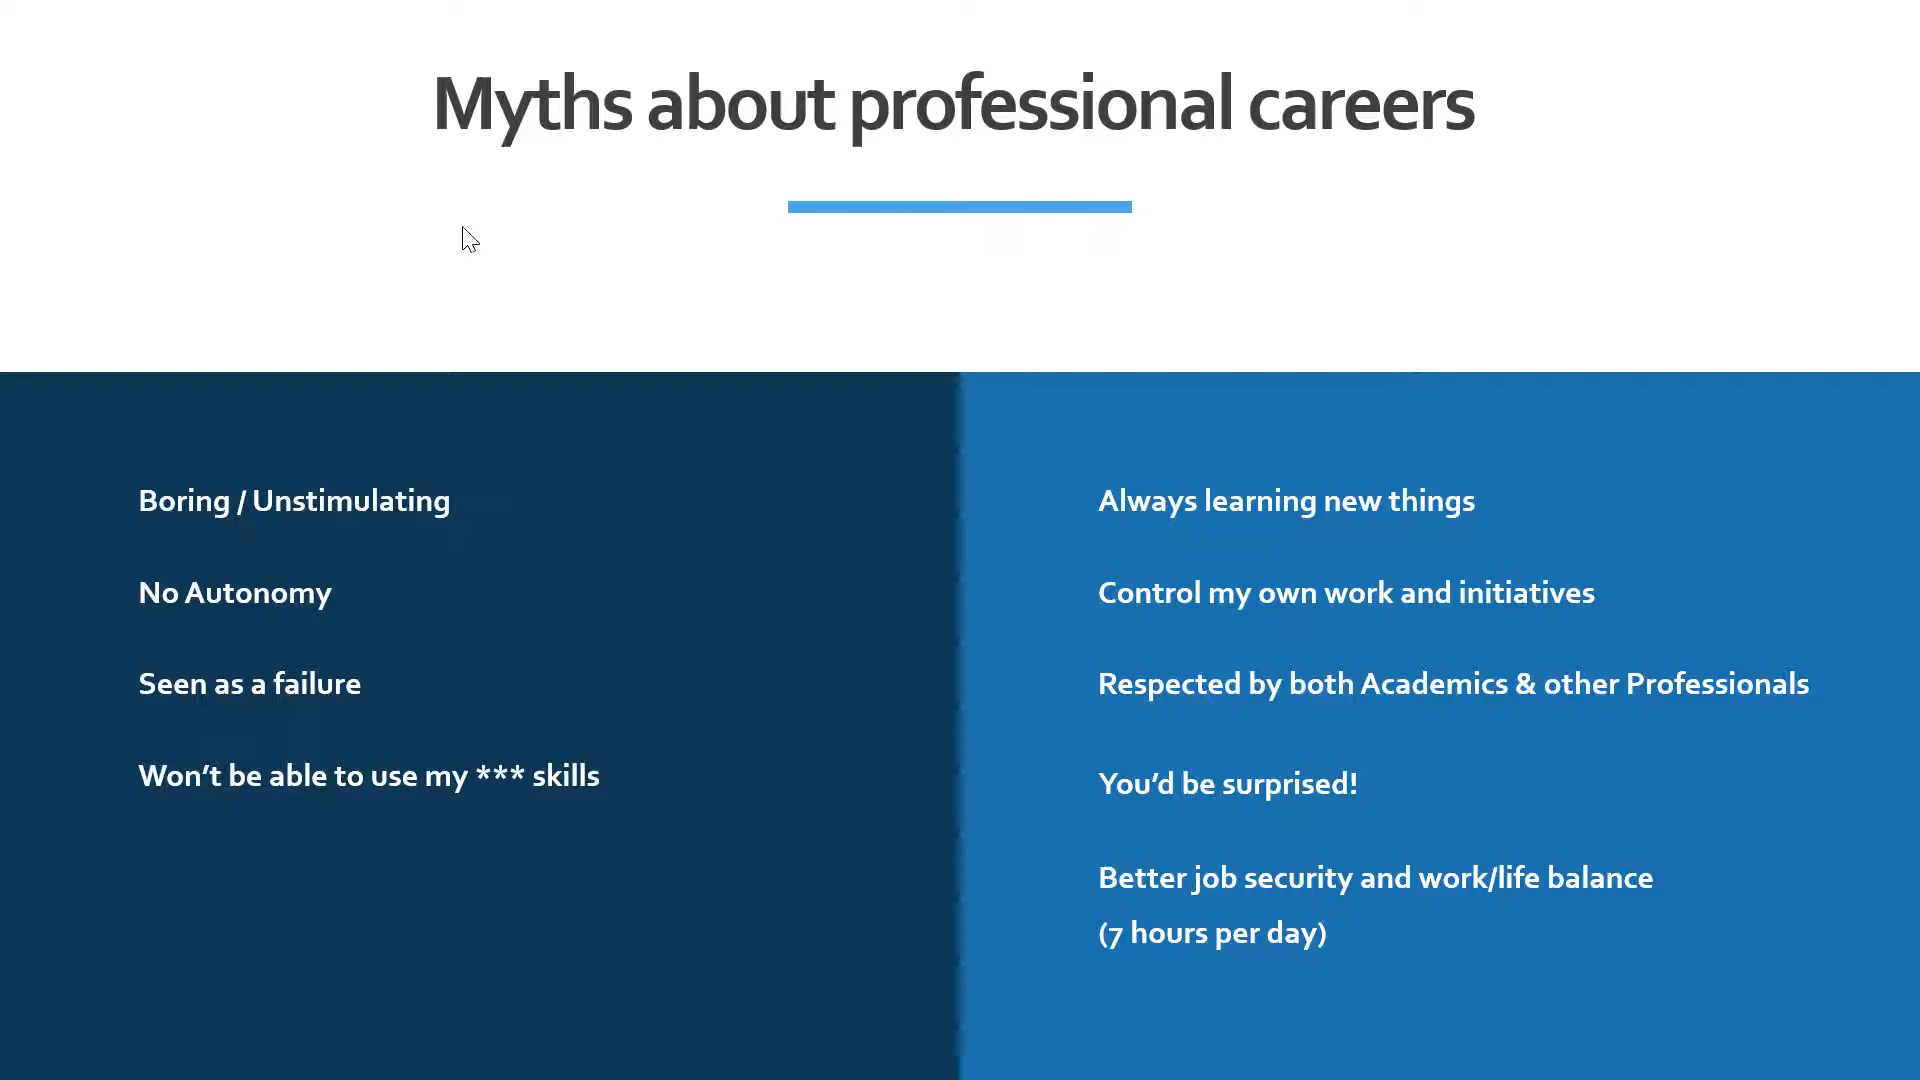 Myths about professional careers
Boring / Unstimulating
No Autonomy
Seen as a failure
Won’t be able to use my *** skills
Always learning new things
Control my own work and initiatives
Respected by both Academics & other Professionals
You’d be surprised!
Better job security and work/life balance
(7 hours per day)